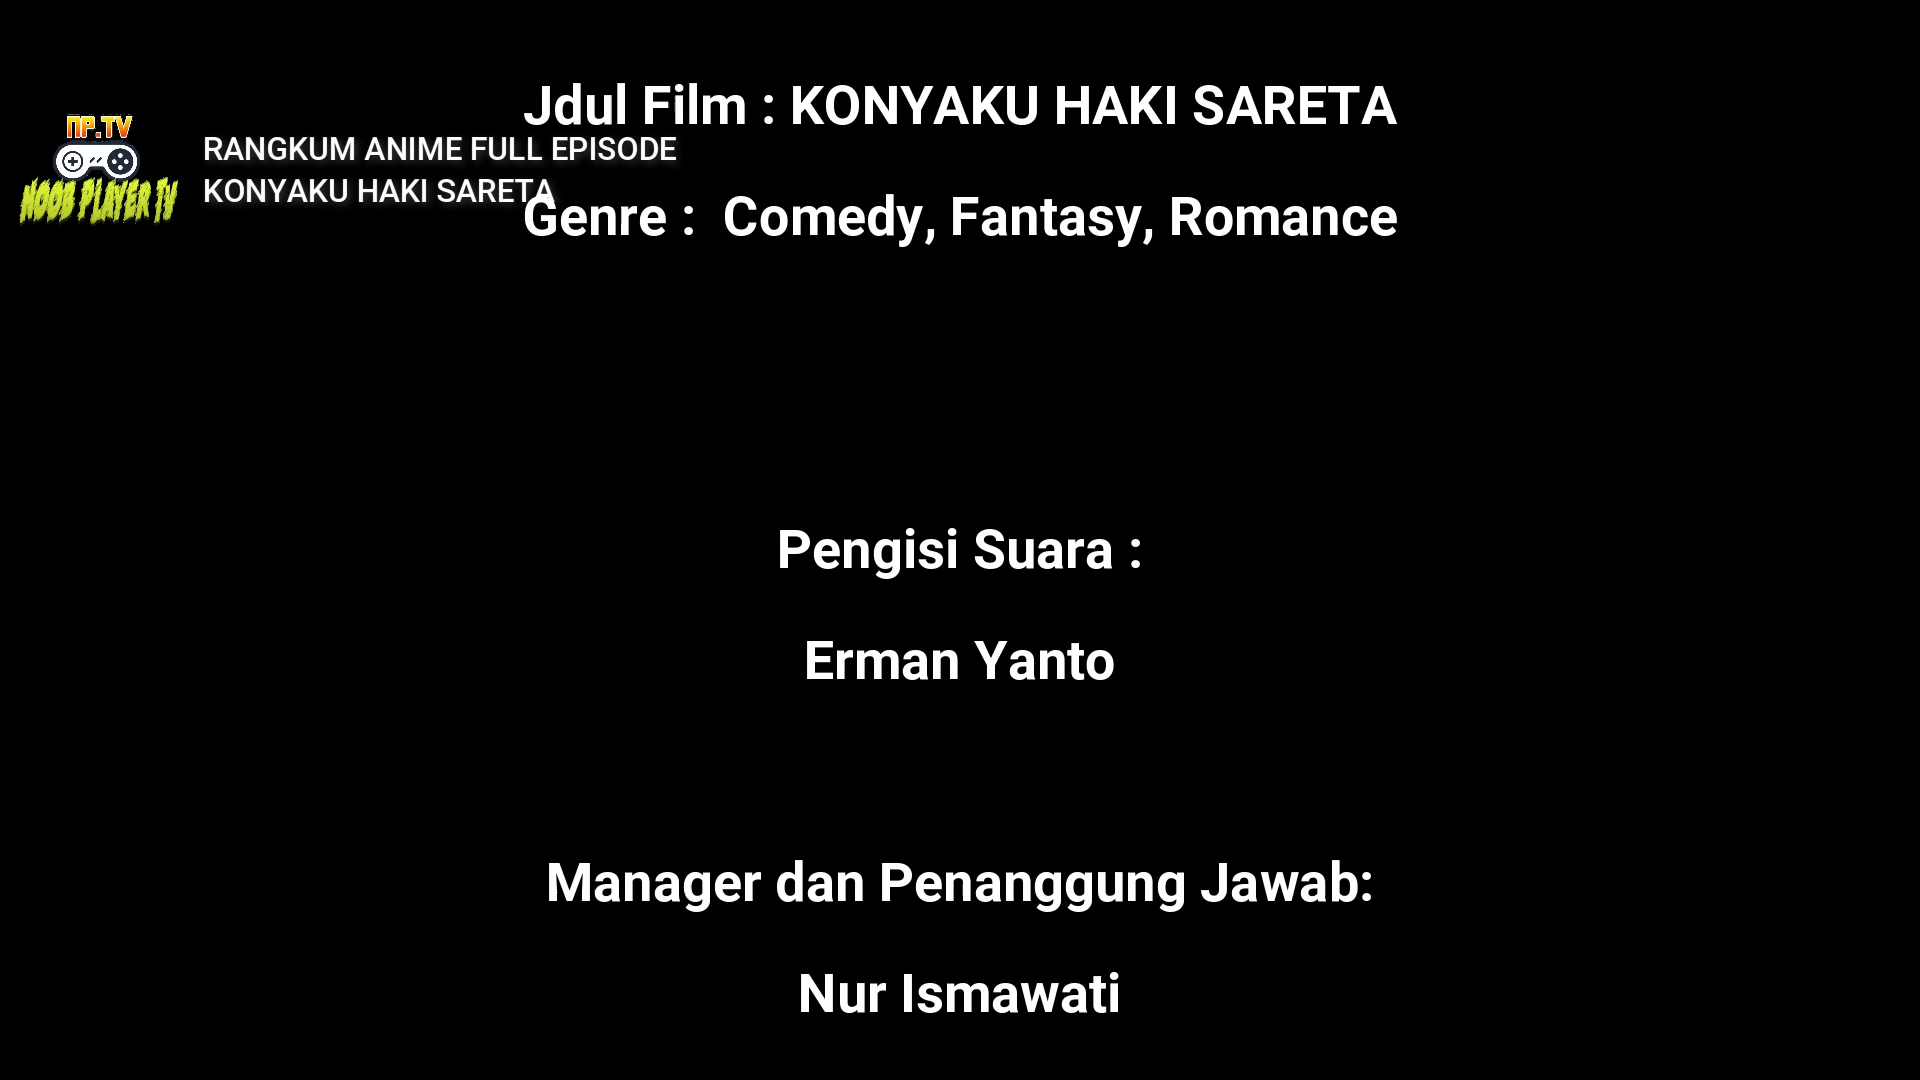 Jdul Film : KONYAKU HAKI SARETA
NP.TV
NOOB PLAYER TV
RANGKUM ANIME FULL EPISODE
KONYAKU HAKI SARETA
Genre :  Comedy, Fantasy, Romance
Pengisi Suara :
Erman Yanto
Manager dan Penanggung Jawab:
Nur Ismawati